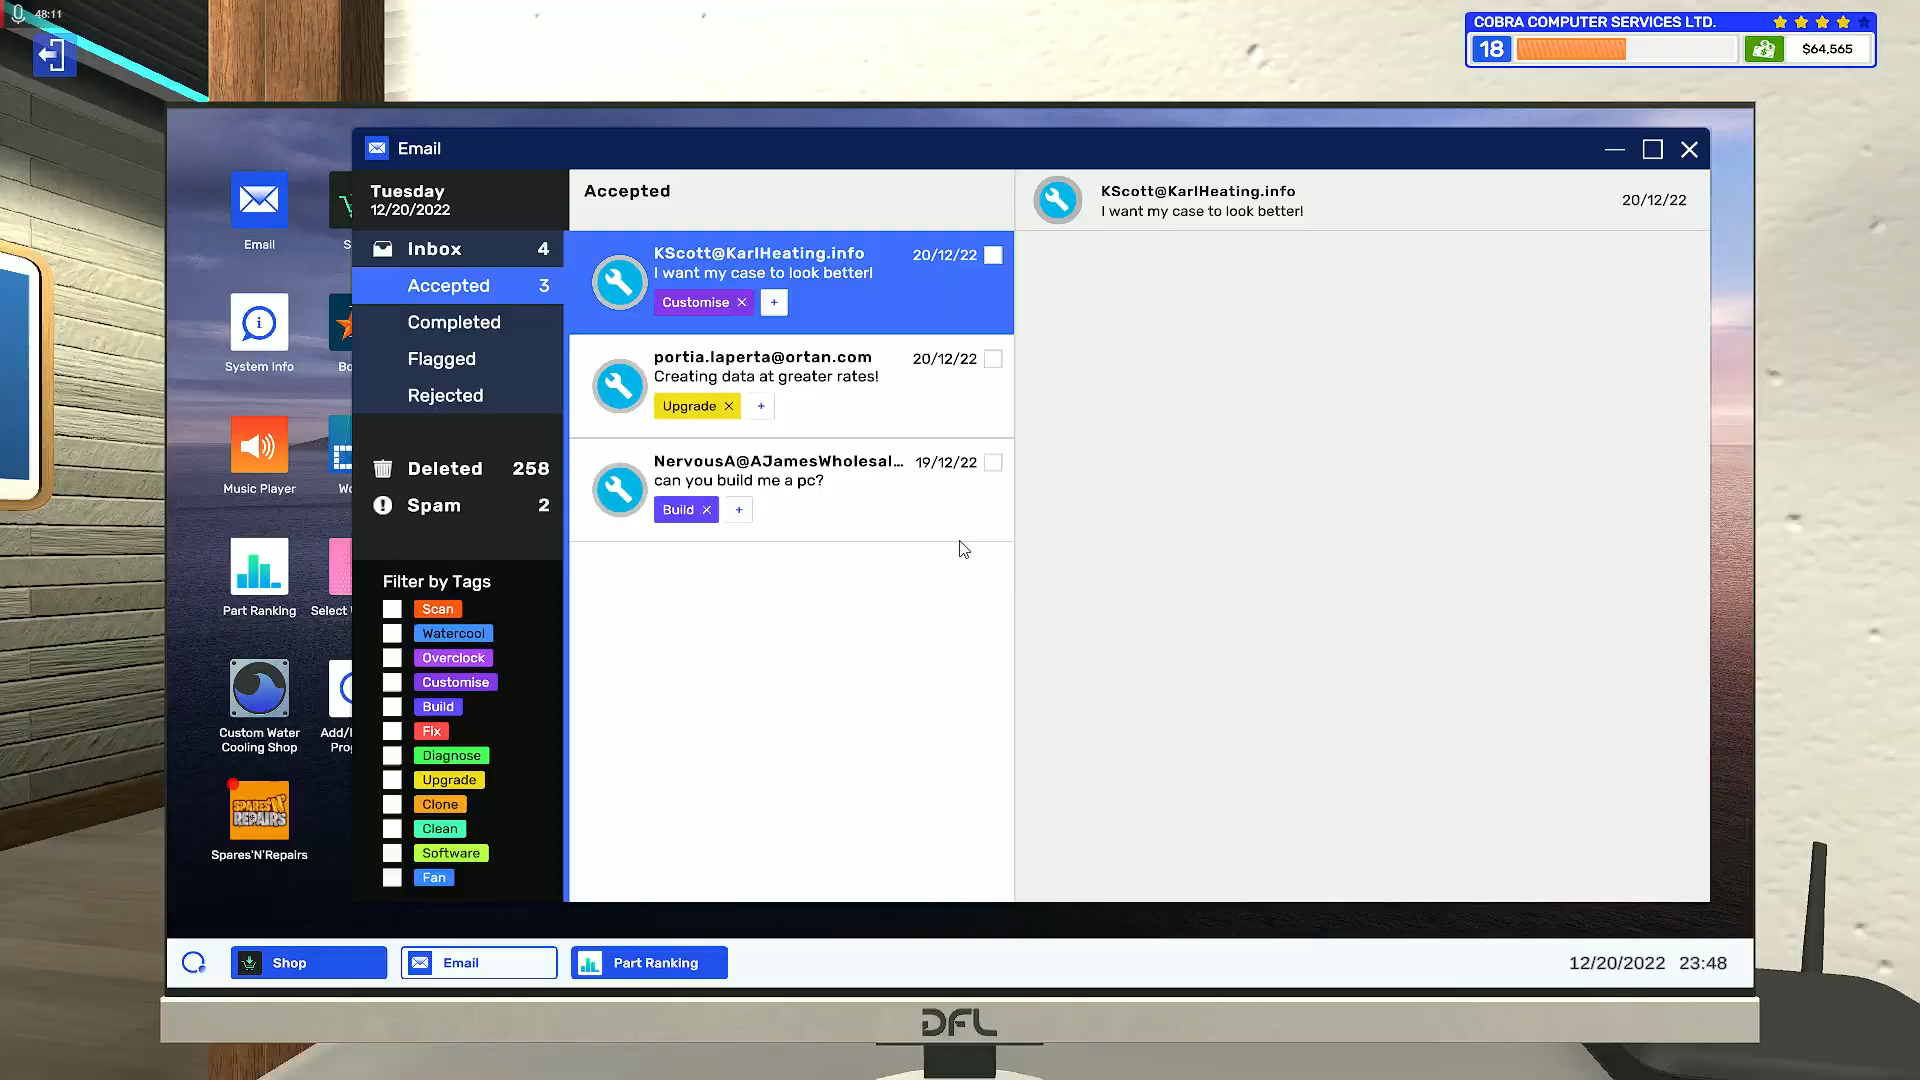 48:11
COBRA COMPUTER SERVICES LTD.
18
$64,565
Email
Tuesday
12/20/2022
Inbox 4
Accepted 3
Completed
Flagged
Rejected
Deleted 258
Spam 2
Filter by Tags
Scan
Watercool
Overclock
Customise
Build
Fix
Diagnose
Upgrade
Clone
Clean
Software
Fan
Accepted
KScott@KarlHeating.info 20/12/22
I want my case to look better!
Customise × +
portia.laperta@ortan.com 20/12/22
Creating data at greater rates!
Upgrade × +
NervousA@AJamesWholesal... 19/12/22
can you build me a pc?
Build × +
KScott@KarlHeating.info
I want my case to look better!
20/12/22
Email
System Info
Music Player
Part Ranking
Select
Custom Water
Cooling Shop
Add/
SPARES'N'
REPAIRS
Spares'N'Repairs
Shop
Email
Part Ranking
12/20/2022 23:48
DFL